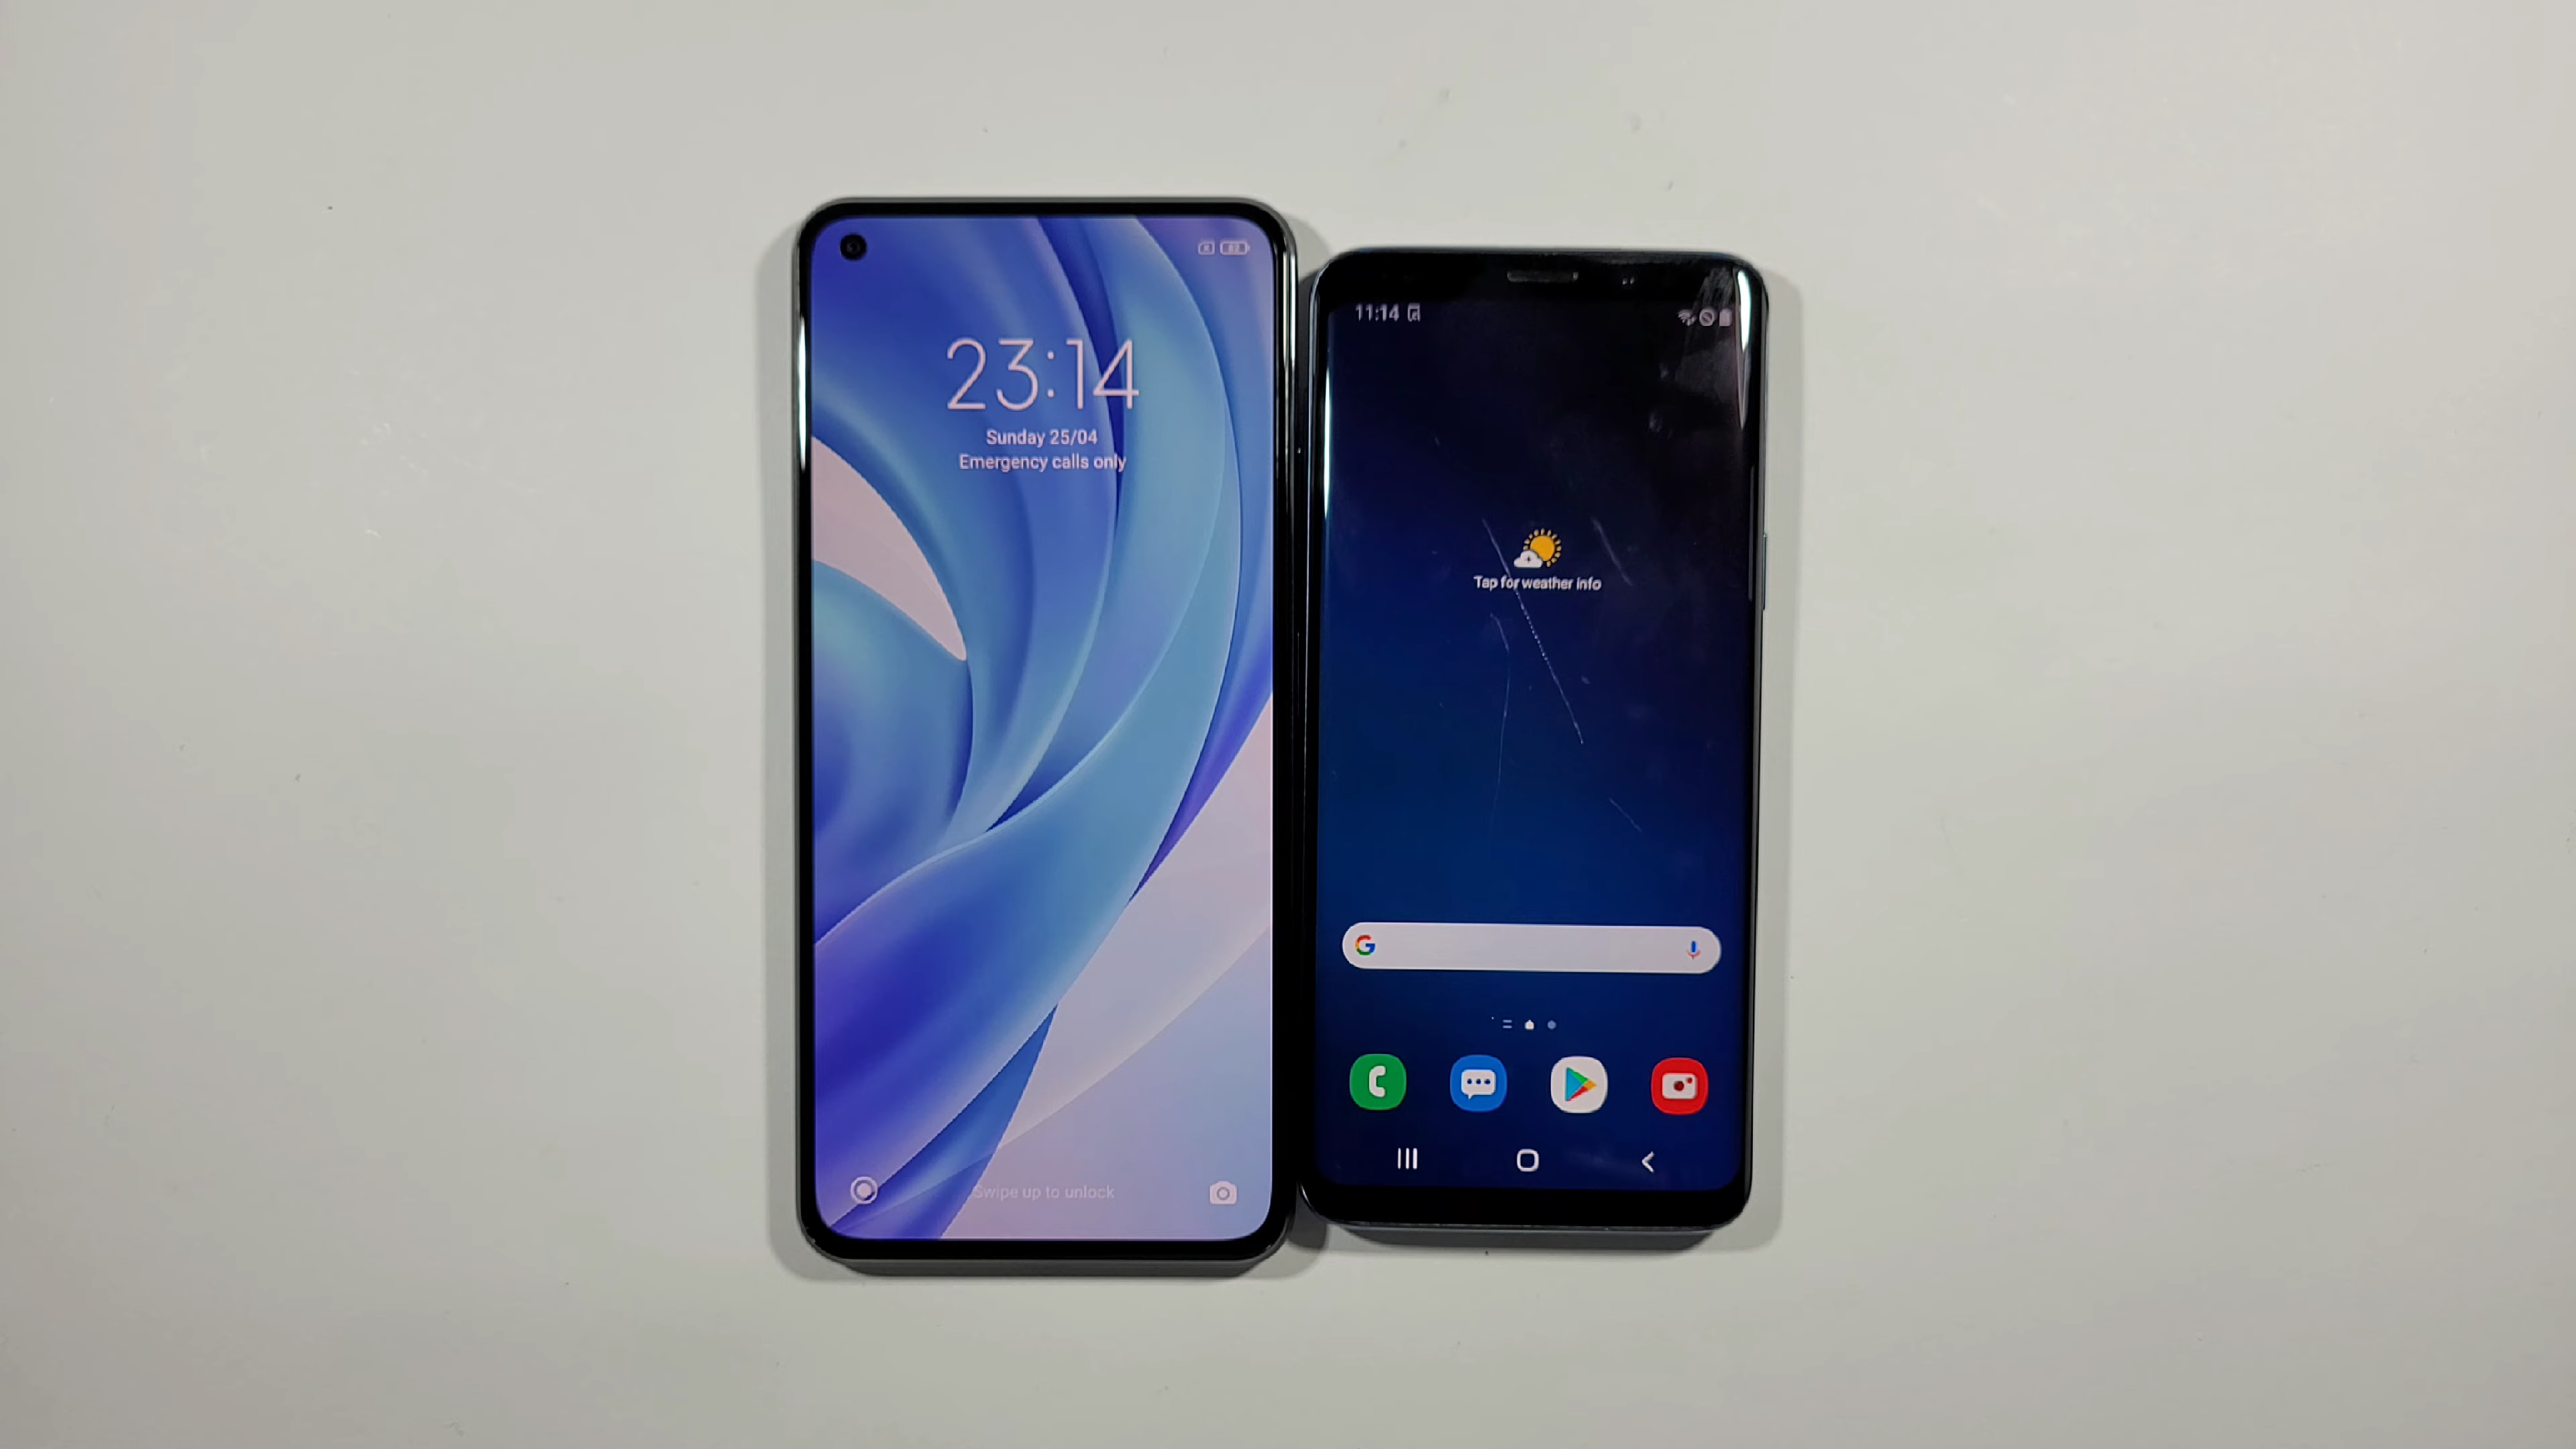 23:14
Sunday 25/04
Emergency calls only
Swipe up to unlock
11:14
Tap for weather info
G